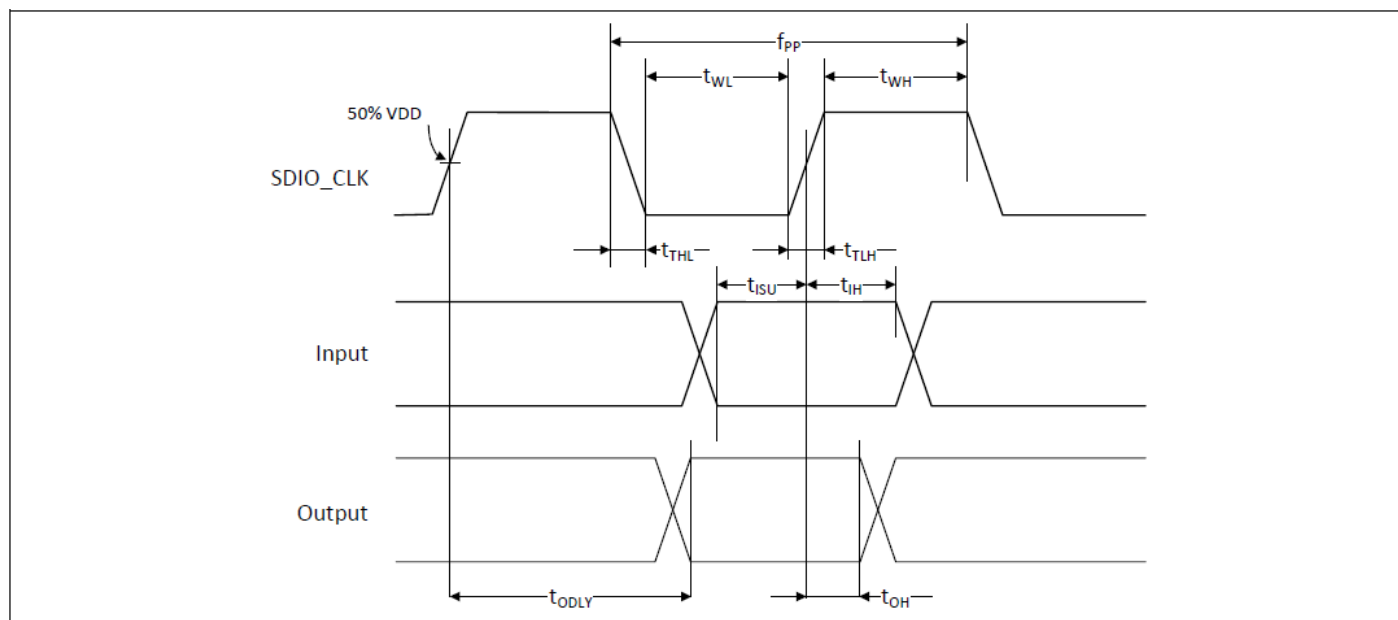 fPP
tWL
tWH
50% VDD
SDIO_CLK
tTHL
tTLH
tISU
tIH
Input
Output
tODLY
tOH